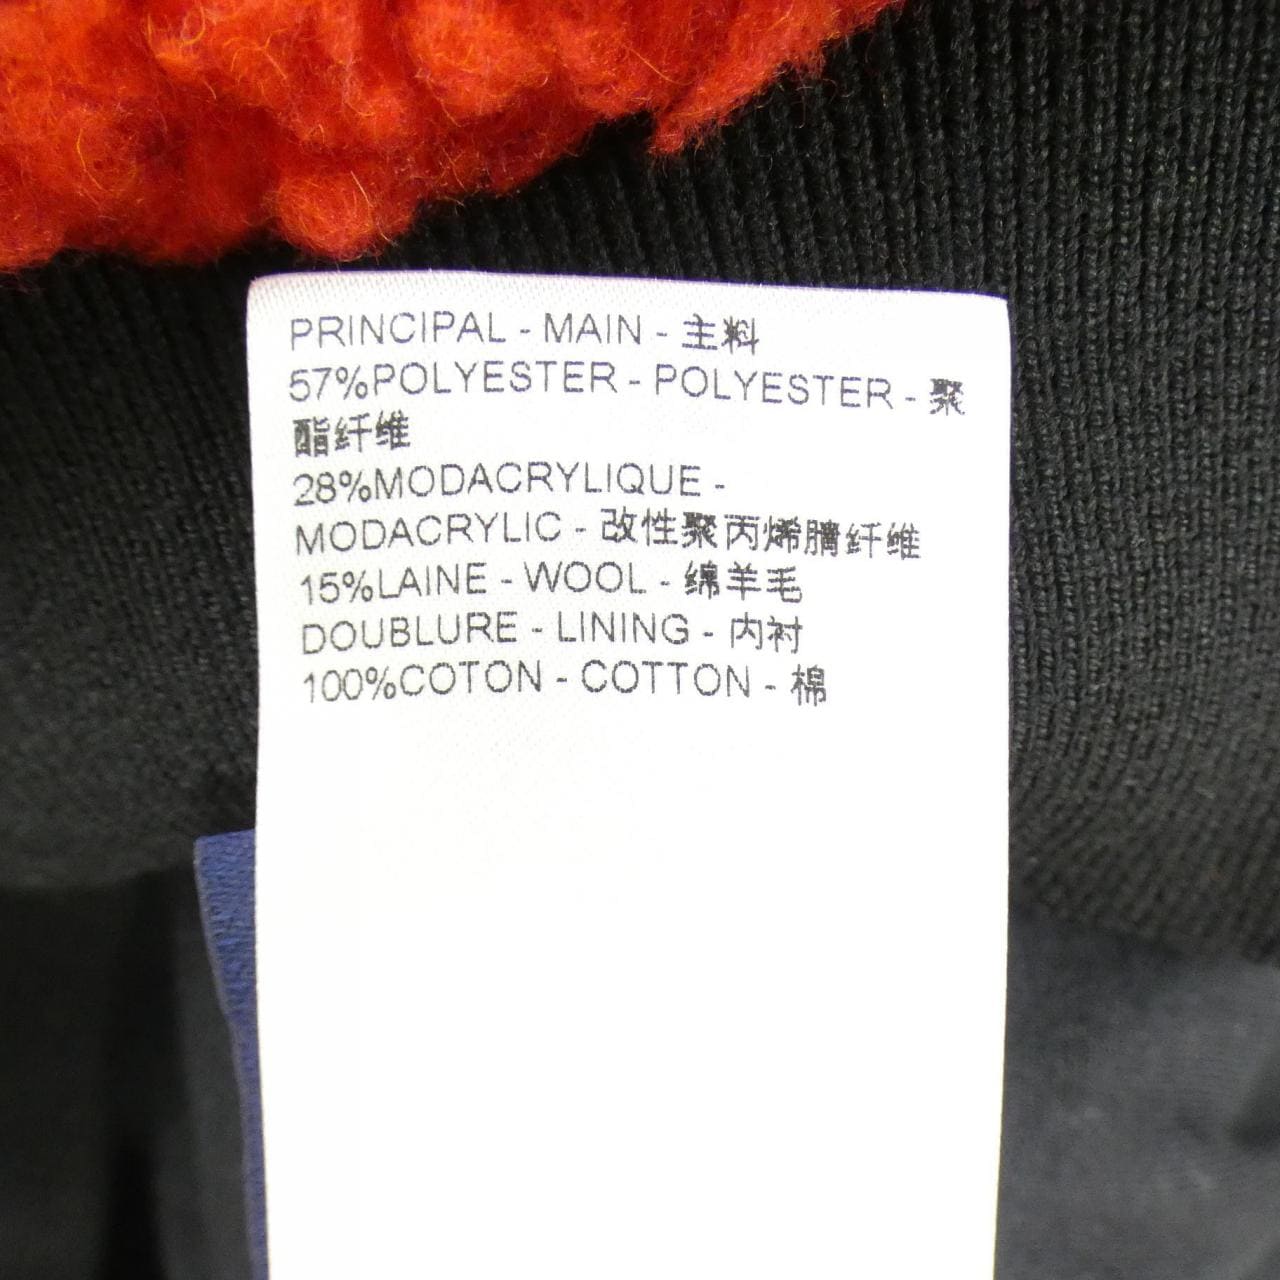 PRINCIPAL - MAIN - 主料
57%POLYESTER - POLYESTER - 聚
酯纤维
28%MODACRYLIQUE -
MODACRYLIC - 改性聚丙烯腈纤维
15%LAINE - WOOL - 绵羊毛
DOUBLURE - LINING - 内衬
100%COTON - COTTON - 棉